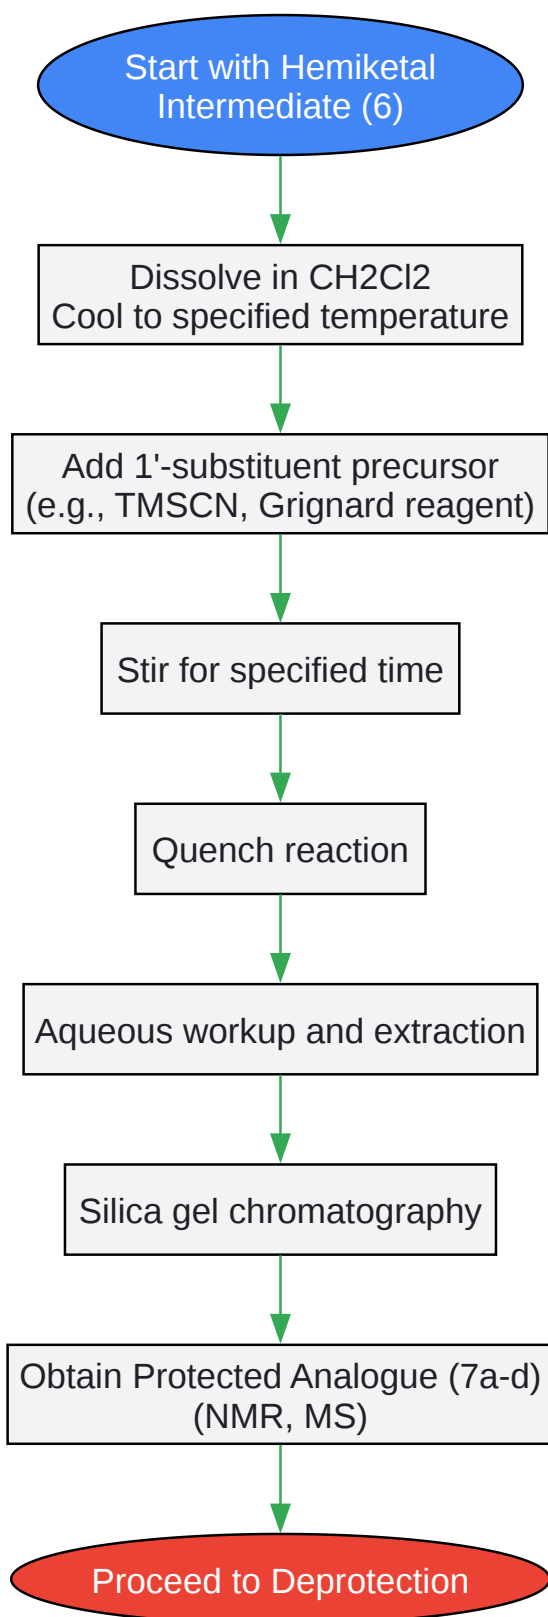 Start with Hemiketal
Intermediate (6)
Dissolve in CH2Cl2
Cool to specified temperature
Add 1'-substituent precursor
(e.g., TMSCN, Grignard reagent)
Stir for specified time
Quench reaction
Aqueous workup and extraction
Silica gel chromatography
Obtain Protected Analogue (7a-d)
(NMR, MS)
Proceed to Deprotection